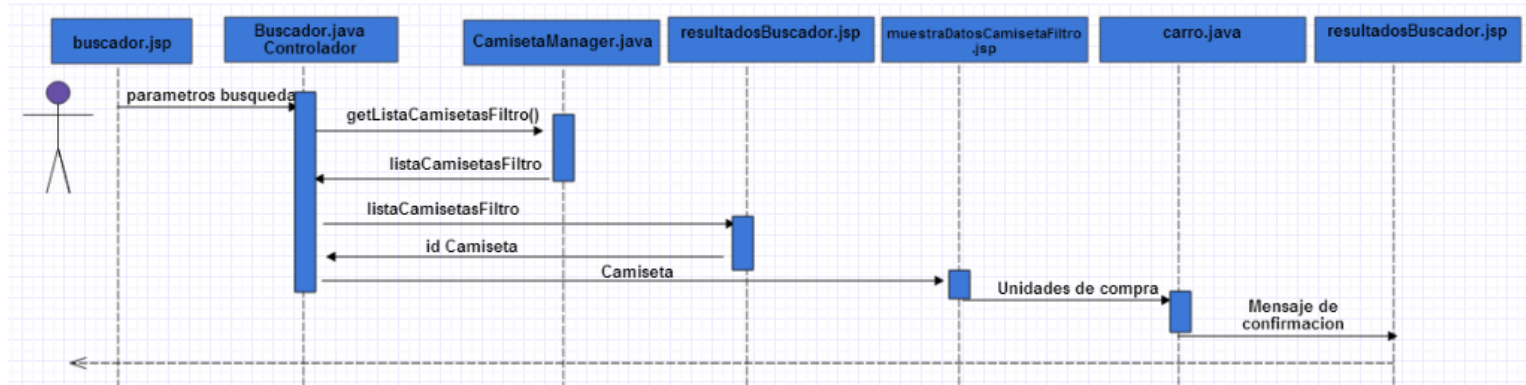 buscador.jsp
Buscador.java
Controlador
CamisetaManager.java
resultadosBuscador.jsp
muestraDatosCamisetaFiltro
.jsp
carro.java
resultadosBuscador.jsp
parametros busqueda
getListaCamisetasFiltro()
listaCamisetasFiltro
listaCamisetasFiltro
id Camiseta
Camiseta
Unidades de compra
Mensaje de
confirmacion